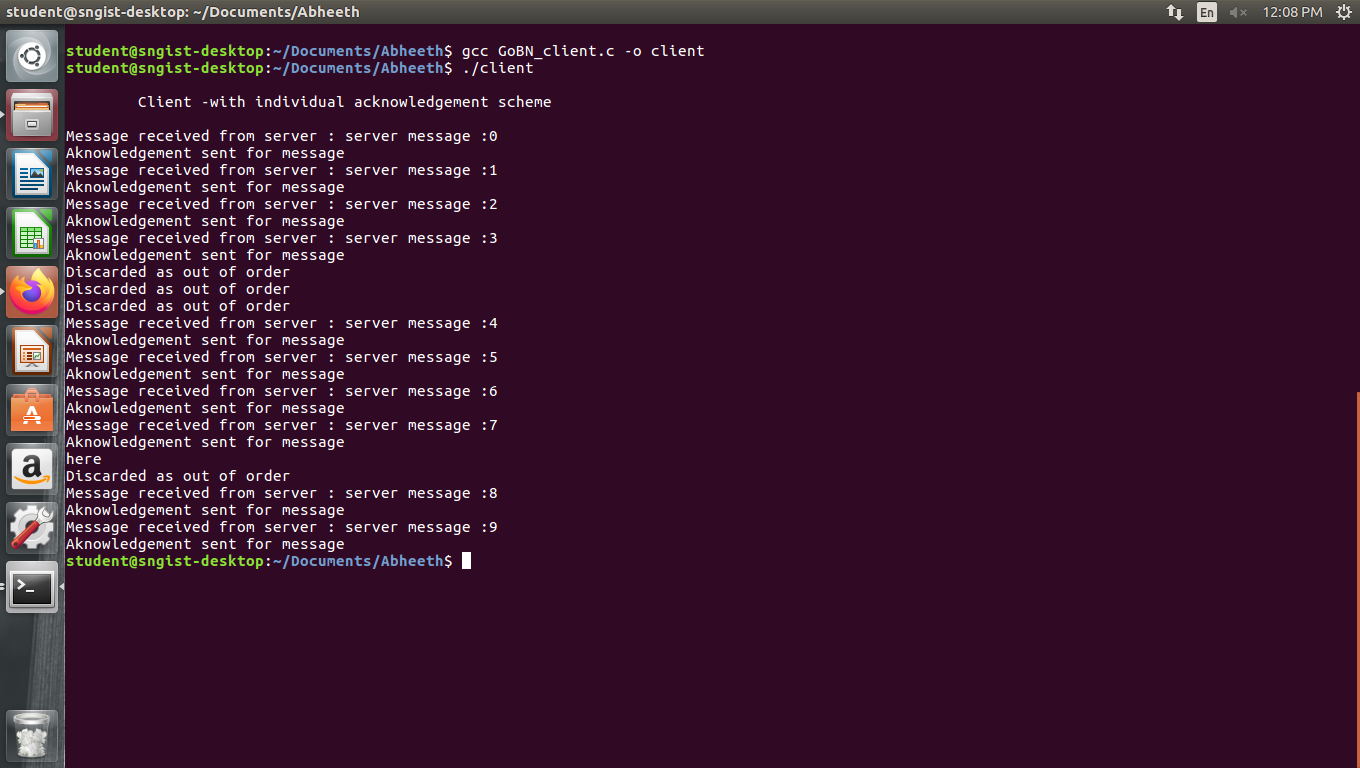 student@sngist-desktop: ~/Documents/Abheeth
En
12:08 PM
student@sngist-desktop:~/Documents/Abheeth$ gcc GoBN_client.c -o client
student@sngist-desktop:~/Documents/Abheeth$ ./client
Client -with individual acknowledgement scheme
Message received from server : server message :0
Aknowledgement sent for message
Message received from server : server message :1
Aknowledgement sent for message
Message received from server : server message :2
Aknowledgement sent for message
Message received from server : server message :3
Aknowledgement sent for message
Discarded as out of order
Discarded as out of order
Discarded as out of order
Message received from server : server message :4
Aknowledgement sent for message
Message received from server : server message :5
Aknowledgement sent for message
Message received from server : server message :6
Aknowledgement sent for message
Message received from server : server message :7
Aknowledgement sent for message
here
Discarded as out of order
Message received from server : server message :8
Aknowledgement sent for message
Message received from server : server message :9
Aknowledgement sent for message
student@sngist-desktop:~/Documents/Abheeth$